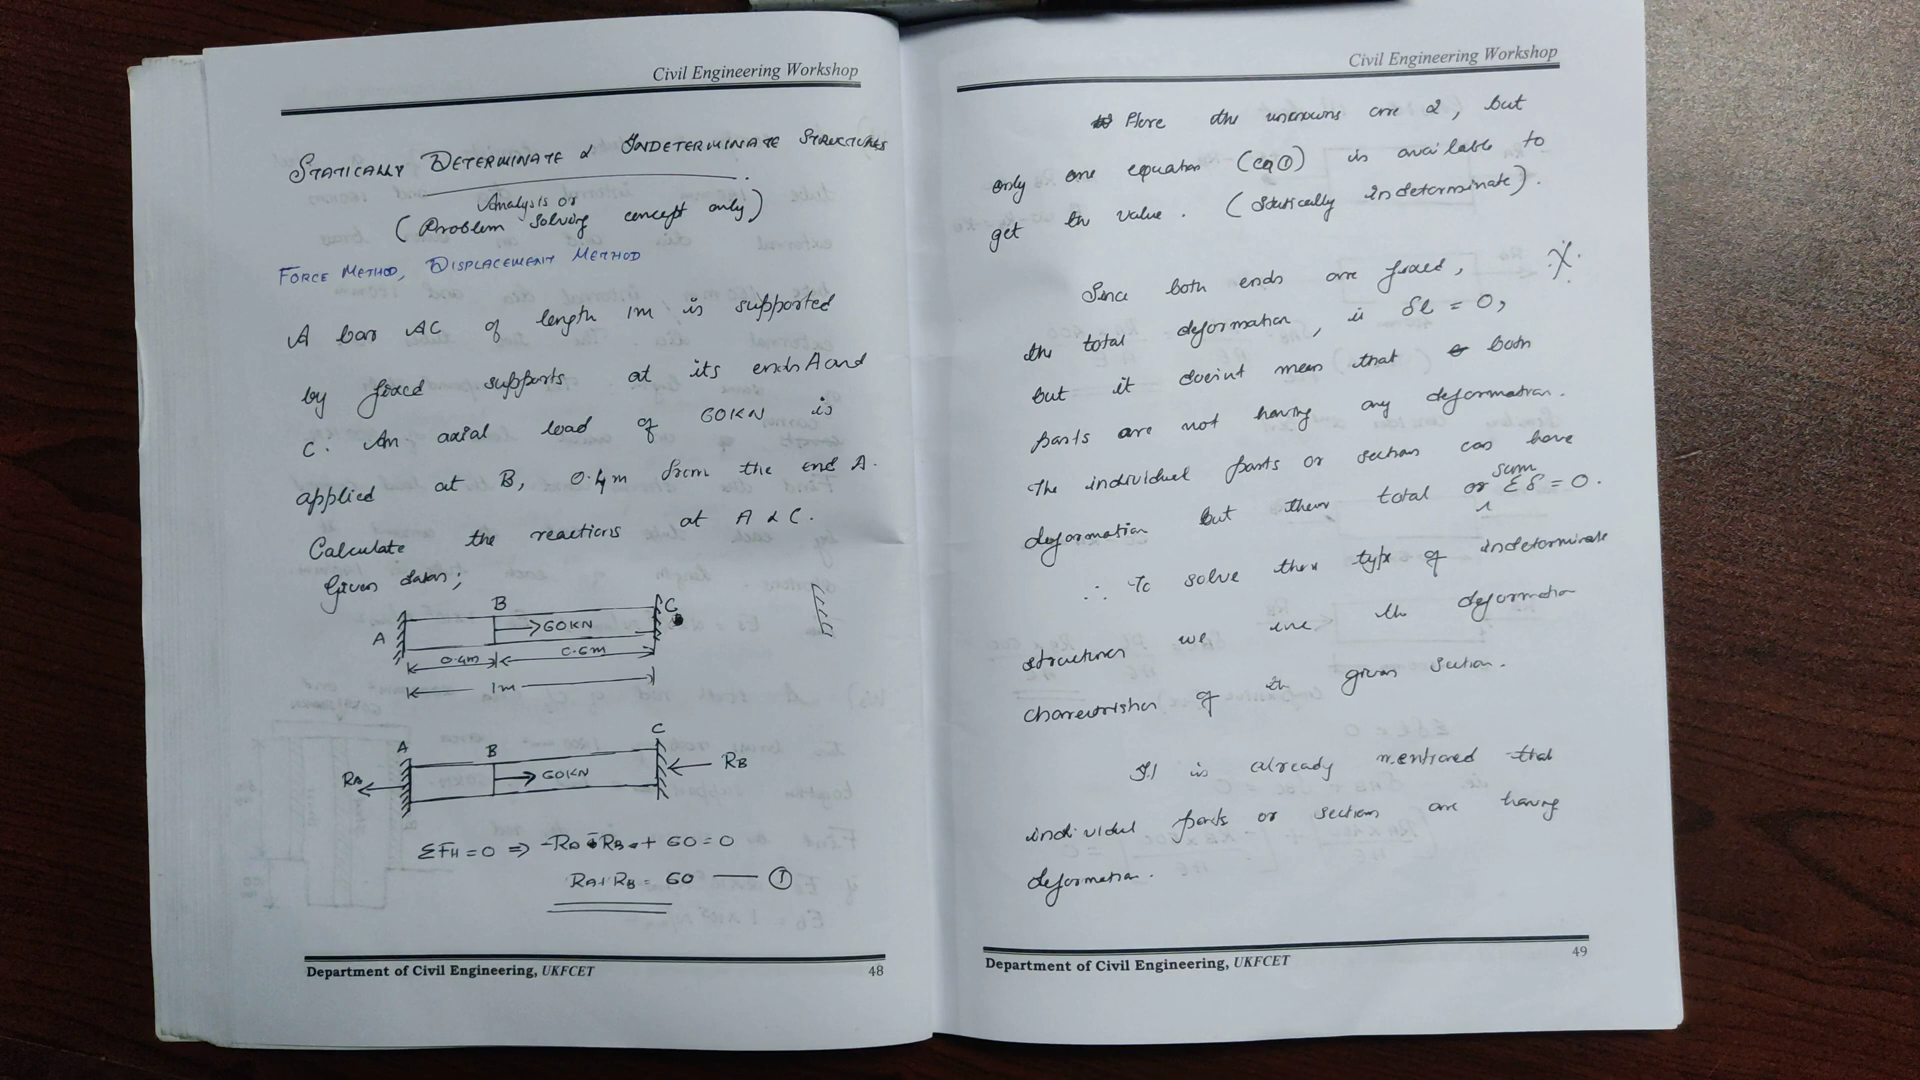 Civil Engineering Workshop
STATICALLY DETERMINATE & INDETERMINATE STRUCTURES.
Analysis or
(Problem solving concept only)
FORCE METHOD, DISPLACEMENT METHOD
A bar AC of length 1m is supported
by fixed supports at its ends A and
C. An axial load of 60KN is
applied at B, 0.4m from the end A.
Calculate the reactions at A & C.
Given data;
A B C
60KN
0.4m 0.6m
1m
A B C
RA 60KN RB
ΣFH = 0 ⇒ -RA - RB + 60 = 0
RA + RB = 60 — ①
Department of Civil Engineering, UKFCET 48
Civil Engineering Workshop
Here the unknowns are 2, but
only one equation (eq ①) is available to
get the value. (Statically indeterminate).
Since both ends are fixed,
the total deformation, is δl = 0,
but it doesint mean that both
parts are not having any deformation.
The individual parts or section can have
sum
deformation but their total or Σδ = 0.
∴ To solve these type of indeterminate
structures we use the deformation
characteristics of the given section.
It is already mentioned that
individual parts or section are having
deformation.
Department of Civil Engineering, UKFCET 49